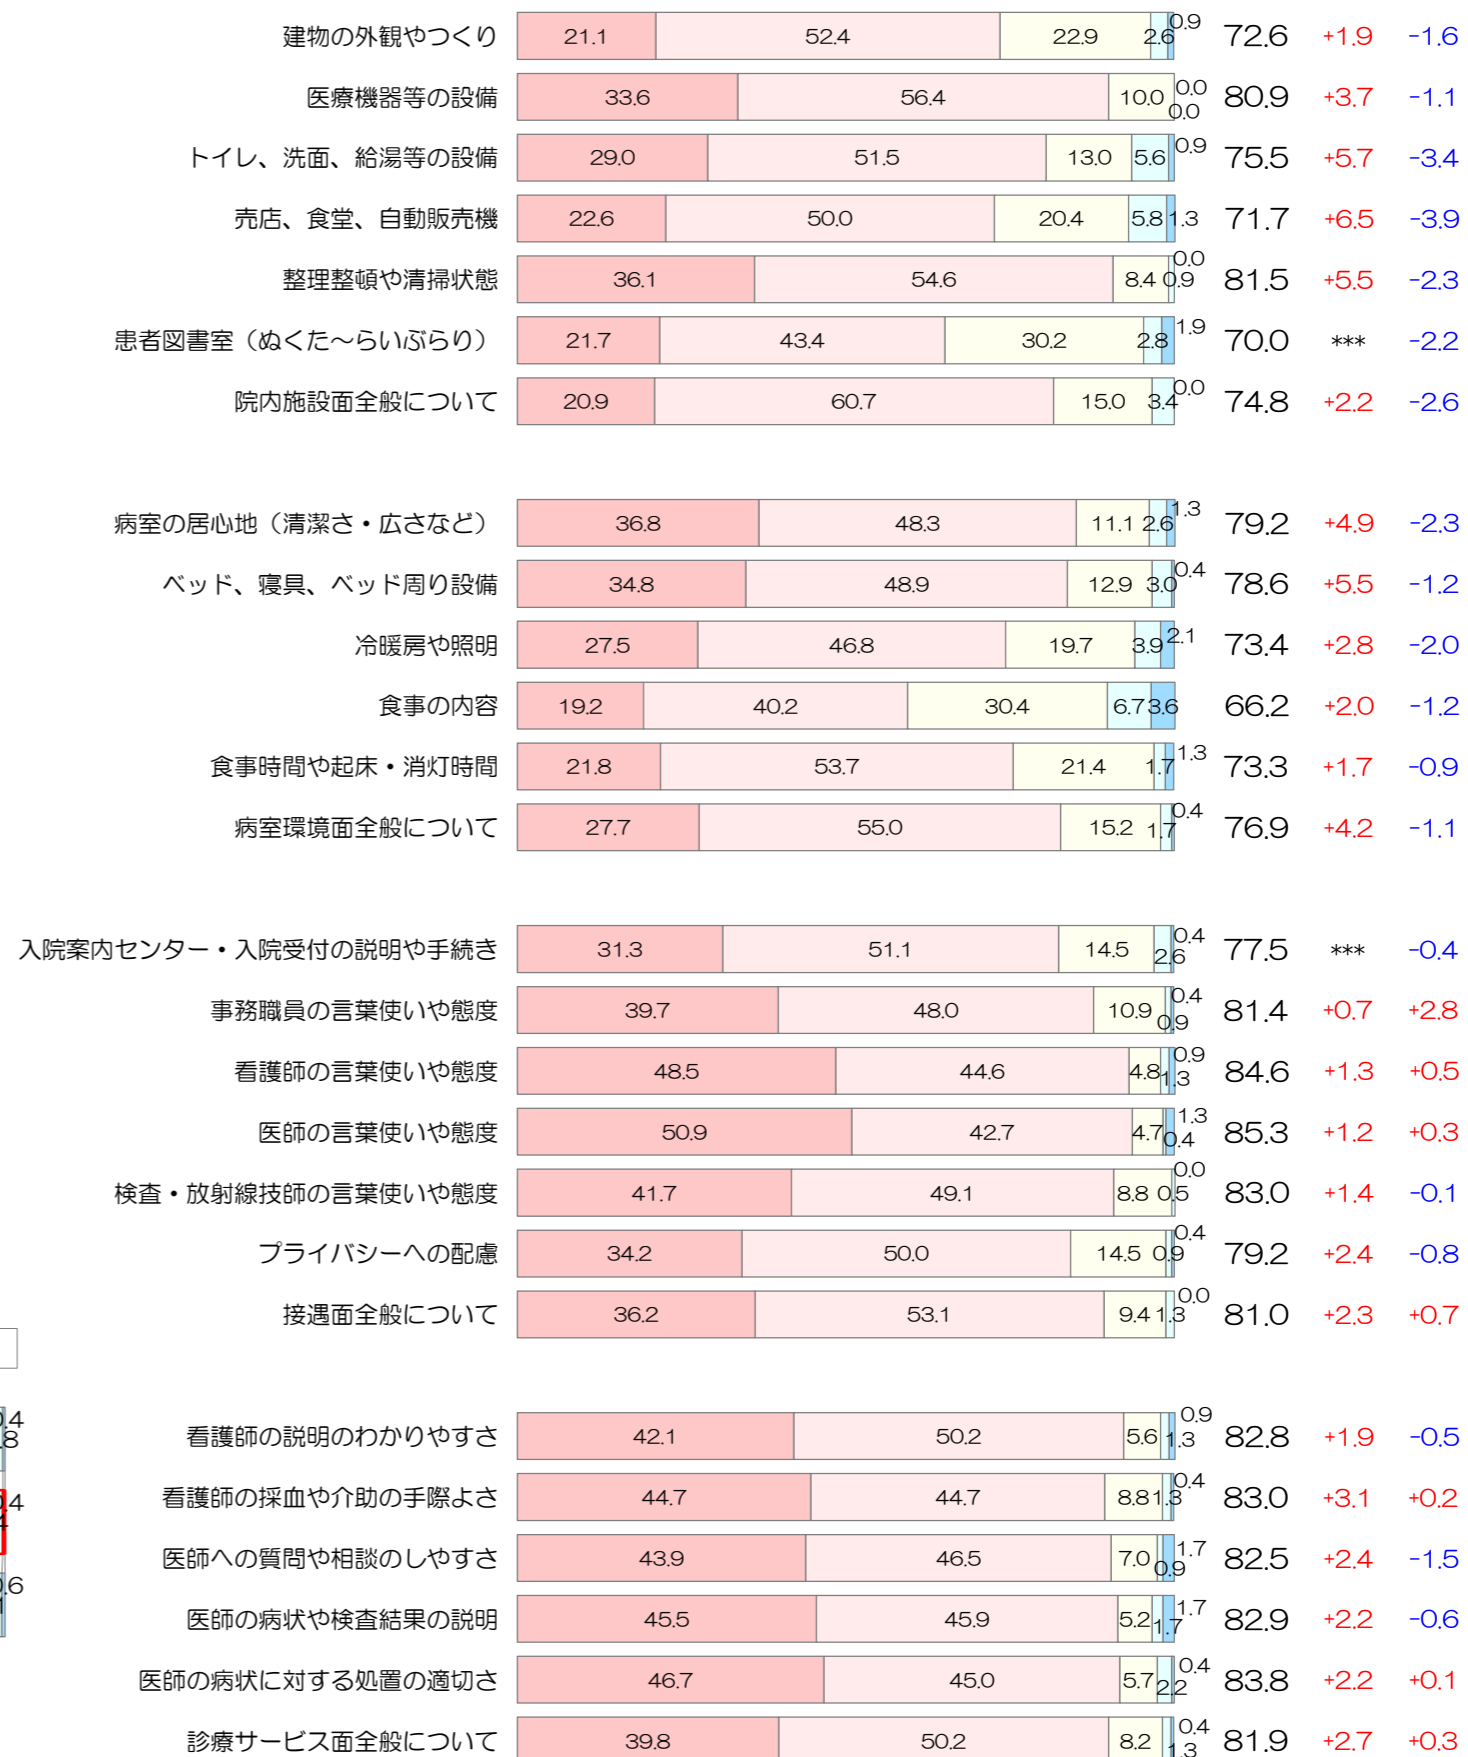 建物の外観やつくり 21.1 52.4 22.9 2.6 0.9 72.6 +1.9 -1.6
医療機器等の設備 33.6 56.4 10.0 0.0 0.0 80.9 +3.7 -1.1
トイレ、洗面、給湯等の設備 29.0 51.5 13.0 5.6 0.9 75.5 +5.7 -3.4
売店、食堂、自動販売機 22.6 50.0 20.4 5.8 1.3 71.7 +6.5 -3.9
整理整頓や清掃状態 36.1 54.6 8.4 0.9 0.0 81.5 +5.5 -2.3
患者図書室（ぬくた～らいぶらり） 21.7 43.4 30.2 2.8 1.9 70.0 *** -2.2
院内施設面全般について 20.9 60.7 15.0 3.4 0.0 74.8 +2.2 -2.6
病室の居心地（清潔さ・広さなど） 36.8 48.3 11.1 2.6 1.3 79.2 +4.9 -2.3
ベッド、寝具、ベッド周り設備 34.8 48.9 12.9 3.0 0.4 78.6 +5.5 -1.2
冷暖房や照明 27.5 46.8 19.7 3.9 2.1 73.4 +2.8 -2.0
食事の内容 19.2 40.2 30.4 6.7 3.6 66.2 +2.0 -1.2
食事時間や起床・消灯時間 21.8 53.7 21.4 1.7 1.3 73.3 +1.7 -0.9
病室環境面全般について 27.7 55.0 15.2 1.7 0.4 76.9 +4.2 -1.1
入院案内センター・入院受付の説明や手続き 31.3 51.1 14.5 2.6 0.4 77.5 *** -0.4
事務職員の言葉使いや態度 39.7 48.0 10.9 0.9 0.4 81.4 +0.7 +2.8
看護師の言葉使いや態度 48.5 44.6 4.8 1.3 0.9 84.6 +1.3 +0.5
医師の言葉使いや態度 50.9 42.7 4.7 0.4 1.3 85.3 +1.2 +0.3
検査・放射線技師の言葉使いや態度 41.7 49.1 8.8 0.5 0.0 83.0 +1.4 -0.1
プライバシーへの配慮 34.2 50.0 14.5 0.9 0.4 79.2 +2.4 -0.8
接遇面全般について 36.2 53.1 9.4 1.3 0.0 81.0 +2.3 +0.7
看護師の説明のわかりやすさ 42.1 50.2 5.6 1.3 0.9 82.8 +1.9 -0.5
看護師の採血や介助の手際よさ 44.7 44.7 8.8 1.3 0.4 83.0 +3.1 +0.2
医師への質問や相談のしやすさ 43.9 46.5 7.0 0.9 1.7 82.5 +2.4 -1.5
医師の病状や検査結果の説明 45.5 45.9 5.2 1.7 1.7 82.9 +2.2 -0.6
医師の病状に対する処置の適切さ 46.7 45.0 5.7 2.2 0.4 83.8 +2.2 +0.1
診療サービス面全般について 39.8 50.2 8.2 1.3 0.4 81.9 +2.7 +0.3